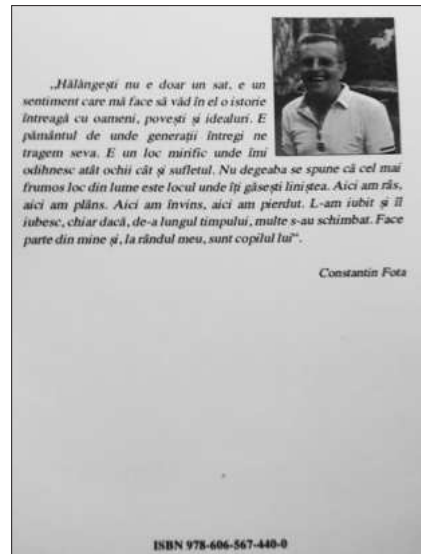 „Hălăngești nu e doar un sat, e un
sentiment care mă face să văd în el o istorie
întreagă cu oameni, povești și idealuri. E
pământul de unde generații întregi ne
tragem seva. E un loc mirific unde îmi
odihnesc atât ochii cât și sufletul. Nu degeaba se spune că cel mai
frumos loc din lume este locul unde îți găsești liniștea. Aici am râs,
aici am plâns. Aici am învins, aici am pierdut. L-am iubit și îl
iubesc, chiar dacă, de-a lungul timpului, multe s-au schimbat. Face
parte din mine și, la rândul meu, sunt copilul lui“.
Constantin Fota
ISBN 978-606-567-440-0